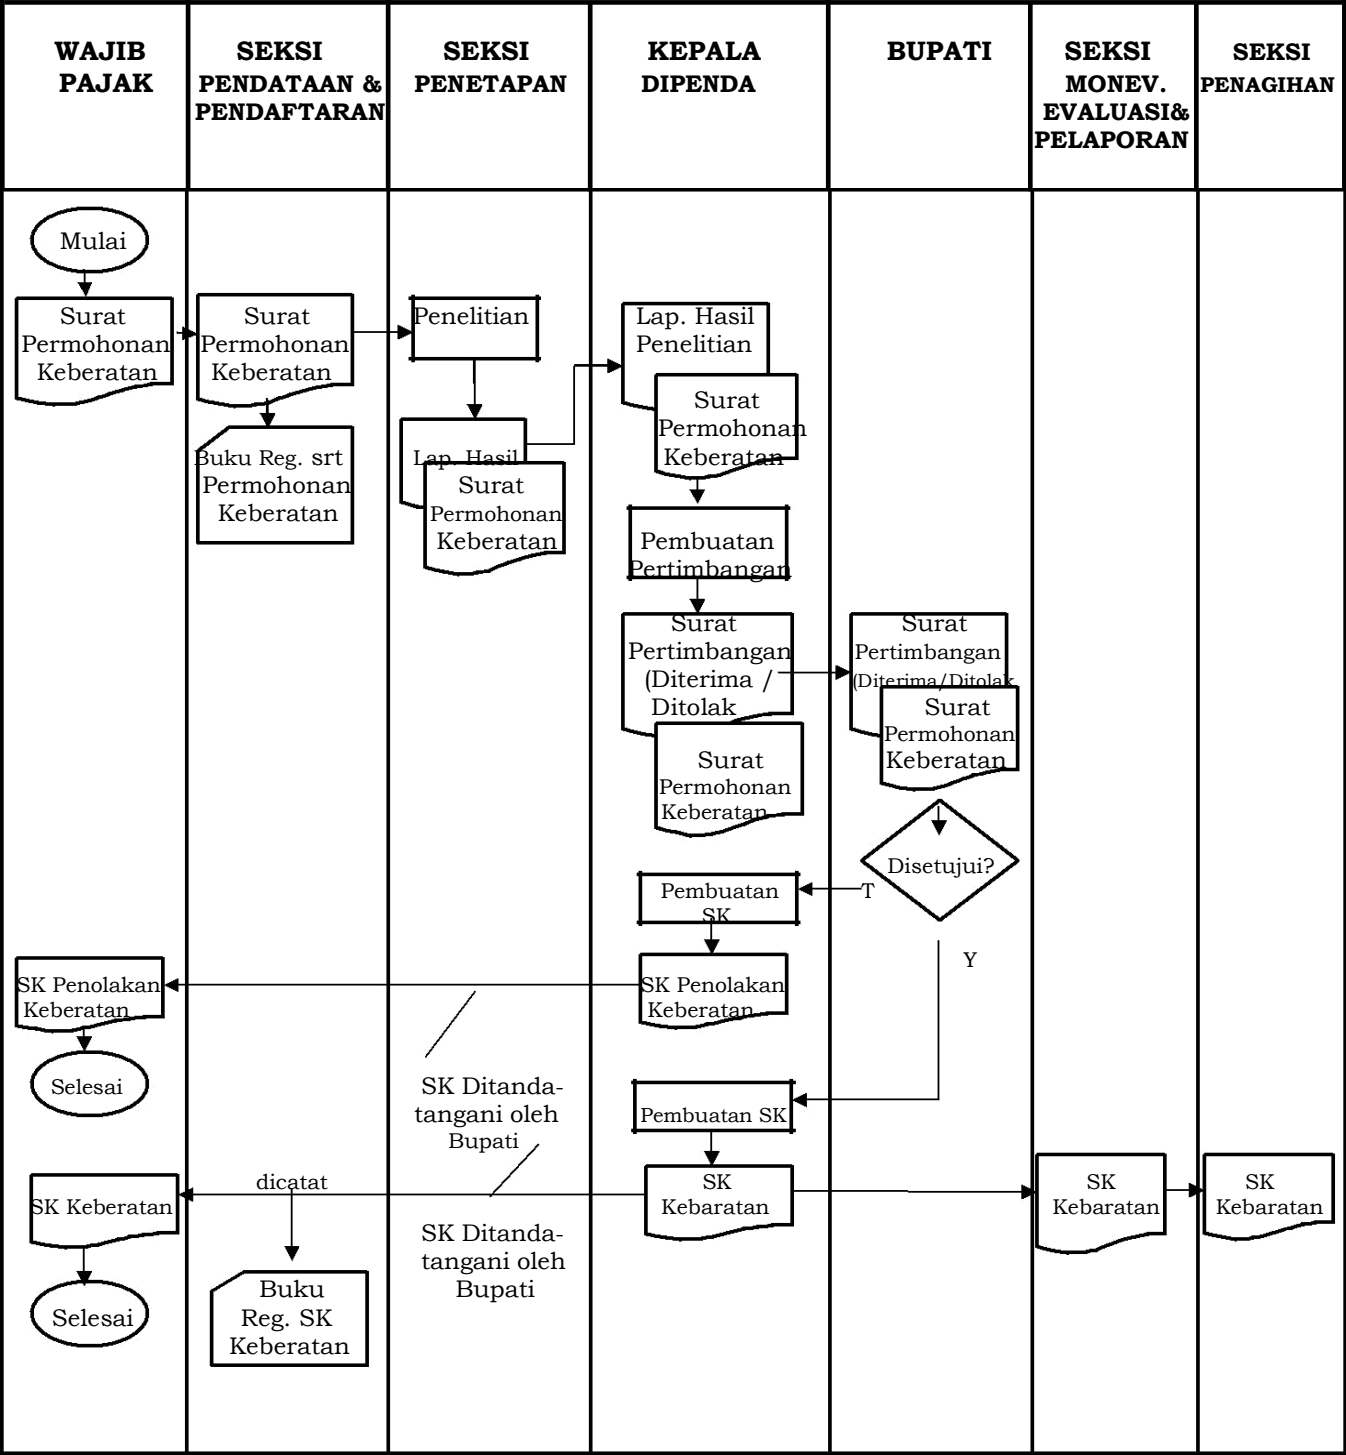 WAJIB
PAJAK
SEKSI
PENDATAAN &
PENDAFTARAN
SEKSI
PENETAPAN
KEPALA
DIPENDA
BUPATI
SEKSI
MONEV.
EVALUASI&
PELAPORAN
SEKSI
PENAGIHAN
Mulai
Surat
Permohonan
Keberatan
Surat
Permohonan
Keberatan
Buku Reg. srt
Permohonan
Keberatan
Penelitian
Lap. Hasil
Surat
Permohonan
Keberatan
Lap. Hasil
Penelitian
Surat
Permohonan
Keberatan
Pembuatan
Pertimbangan
Surat
Pertimbangan
(Diterima /
Ditolak
Surat
Permohonan
Keberatan
Surat
Pertimbangan
(Diterima/Ditolak
Surat
Permohonan
Keberatan
Disetujui?
T
Y
Pembuatan
SK
SK Penolakan
Keberatan
SK Penolakan
Keberatan
Selesai
SK Ditanda-
tangani oleh
Bupati
Pembuatan SK
SK
Kebaratan
SK
Kebaratan
SK
Kebaratan
dicatat
SK Keberatan
SK Ditanda-
tangani oleh
Bupati
Selesai
Buku
Reg. SK
Keberatan